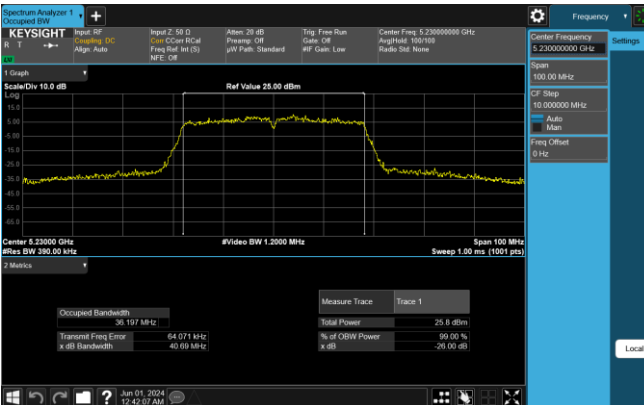 Spectrum Analyzer 1
Occupied BW
Frequency
KEYSIGHT
R T
Input: RF
Coupling: DC
Align: Auto
Input Z: 50 Ω
Corr CCorr RCal
Freq Ref: Int (S)
NFE: Off
Atten: 20 dB
Preamp: Off
µW Path: Standard
Trig: Free Run
Gate: Off
#IF Gain: Low
Center Freq: 5.230000000 GHz
Avg|Hold: 100/100
Radio Std: None
Center Frequency
5.230000000 GHz
Settings
Span
100.00 MHz
CF Step
10.000000 MHz
Auto
Man
Freq Offset
0 Hz
1 Graph
Scale/Div 10.0 dB
Ref Value 25.00 dBm
Log
15.0
5.00
-5.00
-15.0
-25.0
-35.0
-45.0
-55.0
-65.0
Center 5.23000 GHz
#Video BW 1.2000 MHz
Span 100 MHz
#Res BW 390.00 kHz
Sweep 1.00 ms (1001 pts)
2 Metrics
Measure Trace
Trace 1
Occupied Bandwidth
36.197 MHz
Total Power
25.8 dBm
Transmit Freq Error
64.071 kHz
% of OBW Power
99.00 %
x dB Bandwidth
40.69 MHz
x dB
-26.00 dB
Local
Jun 01, 2024
12:42:07 AM